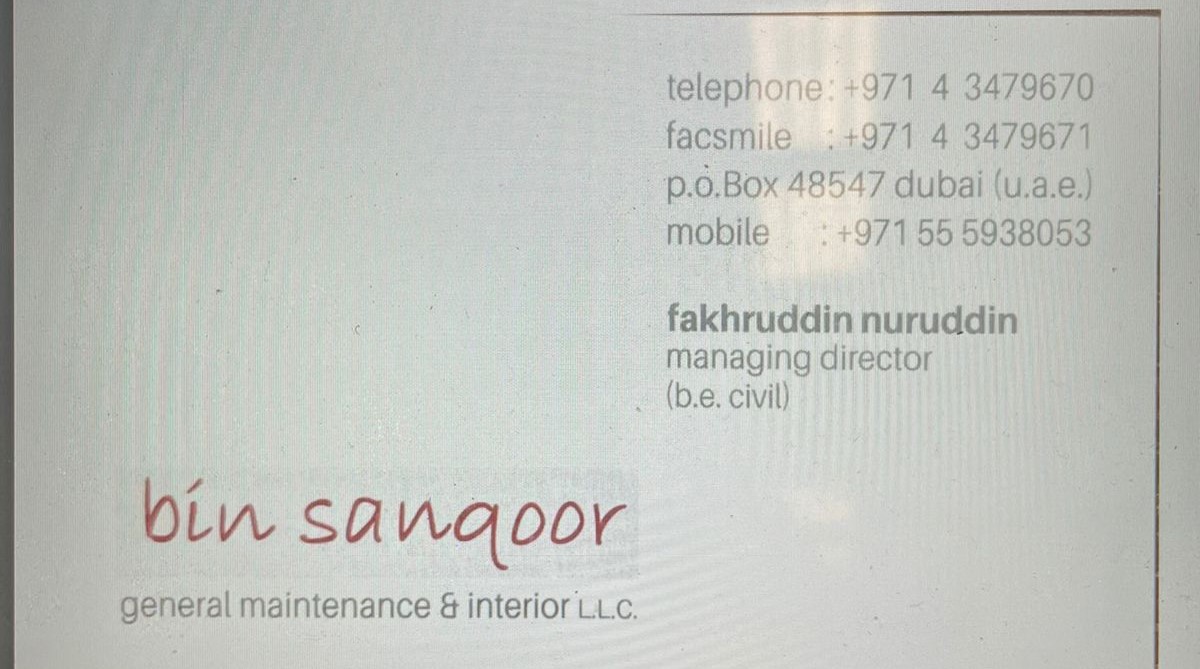 telephone: +971 4 3479670
facsmile : +971 4 3479671
p.o.Box 48547 dubai (u.a.e.)
mobile : +971 55 5938053
fakhruddin nuruddin
managing director
(b.e. civil)
bin sanqoor
general maintenance & interior L.L.C.